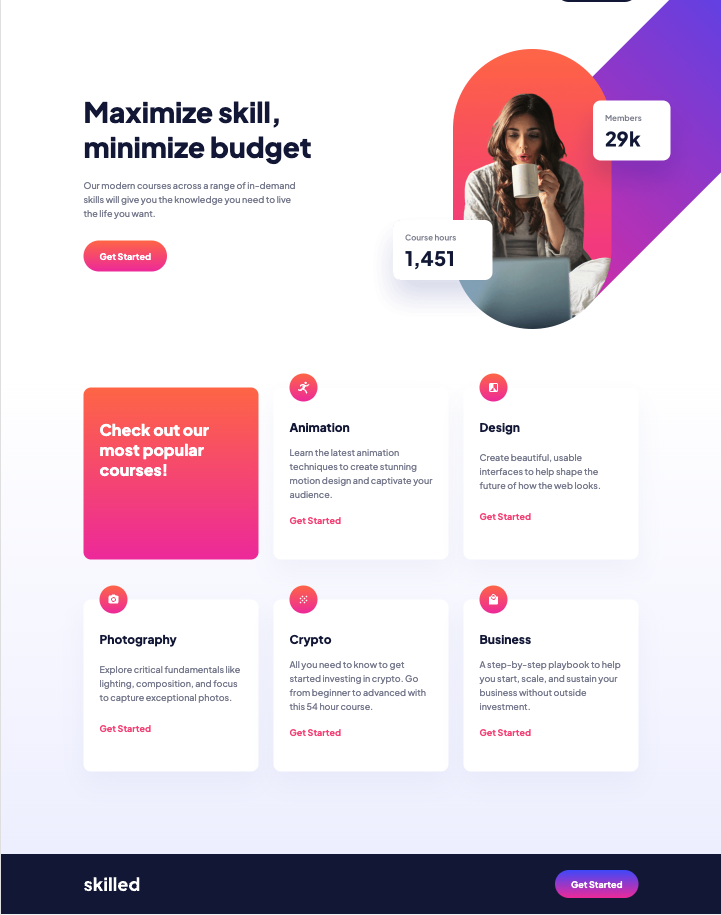 Maximize skill,
minimize budget
Our modern courses across a range of in-demand
skills will give you the knowledge you need to live
the life you want.
Get Started
Members
29k
Course hours
1,451
Check out our
most popular
courses!
Animation
Learn the latest animation
techniques to create stunning
motion design and captivate your
audience.
Get Started
Design
Create beautiful, usable
interfaces to help shape the
future of how the web looks.
Get Started
Photography
Explore critical fundamentals like
lighting, composition, and focus
to capture exceptional photos.
Get Started
Crypto
All you need to know to get
started investing in crypto. Go
from beginner to advanced with
this 54 hour course.
Get Started
Business
A step-by-step playbook to help
you start, scale, and sustain your
business without outside
investment.
Get Started
skilled
Get Started